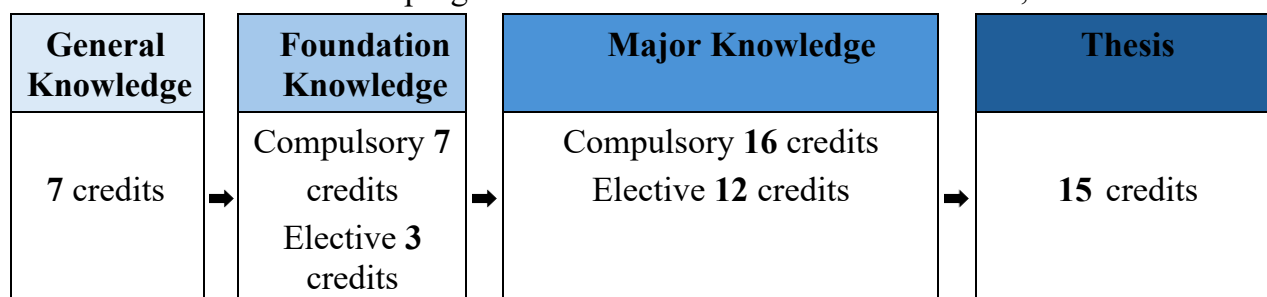 General
Knowledge
Foundation
Knowledge
Major Knowledge
Thesis
7 credits
Compulsory 7
credits
Elective 3
credits
Compulsory 16 credits
Elective 12 credits
15 credits